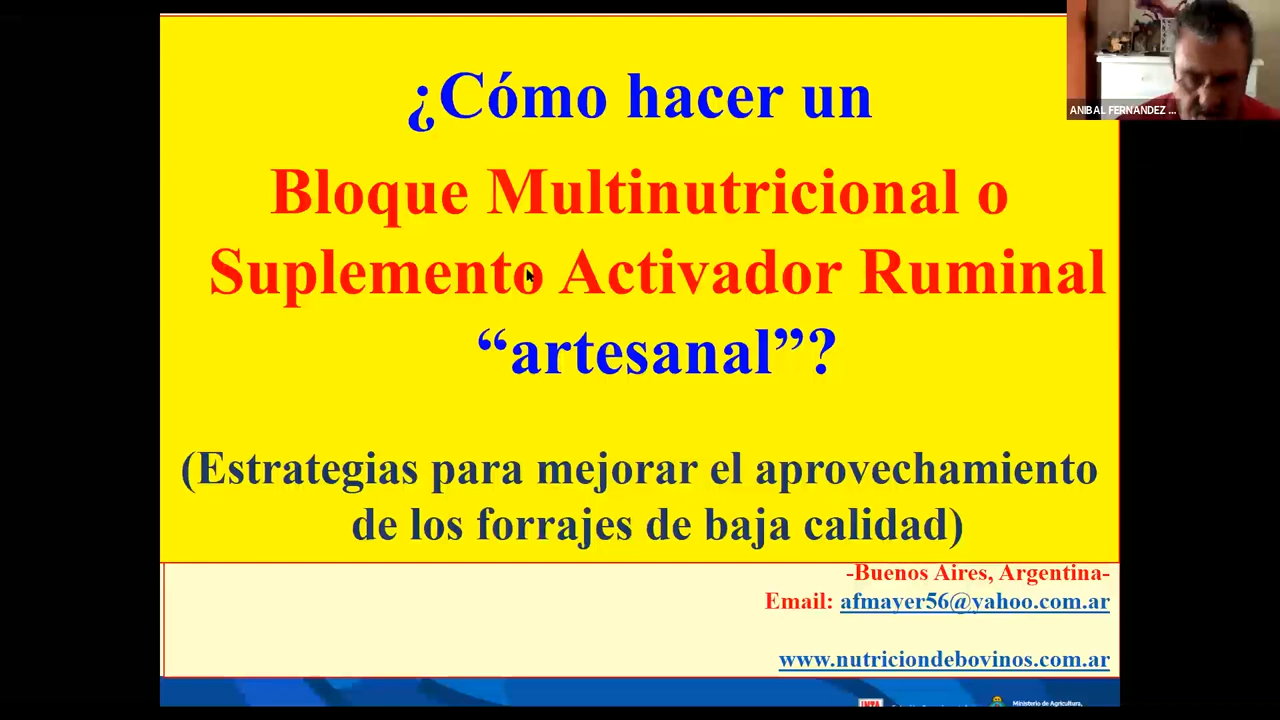 ¿Cómo hacer un
Bloque Multinutricional o
Suplemento Activador Ruminal
“artesanal”?
(Estrategias para mejorar el aprovechamiento
de los forrajes de baja calidad)
-Buenos Aires, Argentina-
Email: afmayer56@yahoo.com.ar
www.nutriciondebovinos.com.ar
ANIBAL FERNANDEZ ...
INTA
Ministerio de Agricultura,